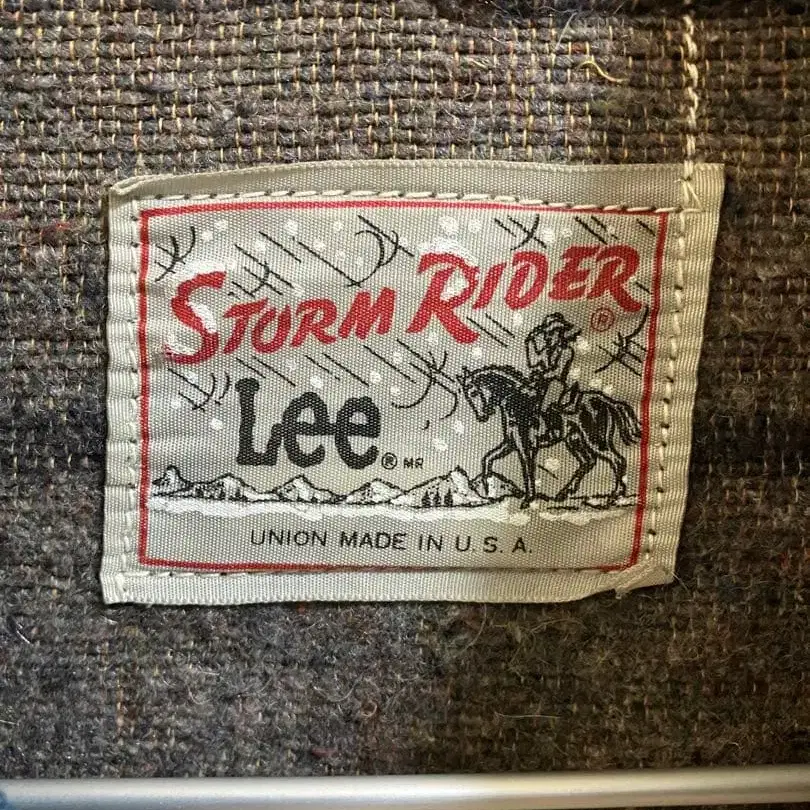 STORM RIDER ®
Lee ® MR
UNION MADE IN U.S.A.